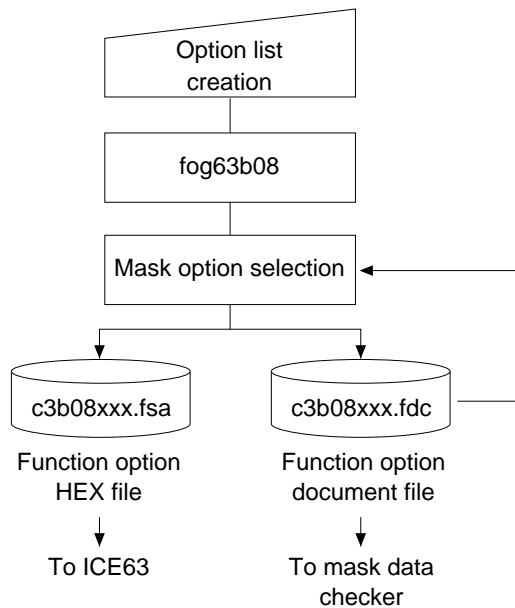 Option list
creation
fog63b08
Mask option selection
c3b08xxx.fsa
c3b08xxx.fdc
Function option
HEX file
Function option
document file
To ICE63
To mask data
checker